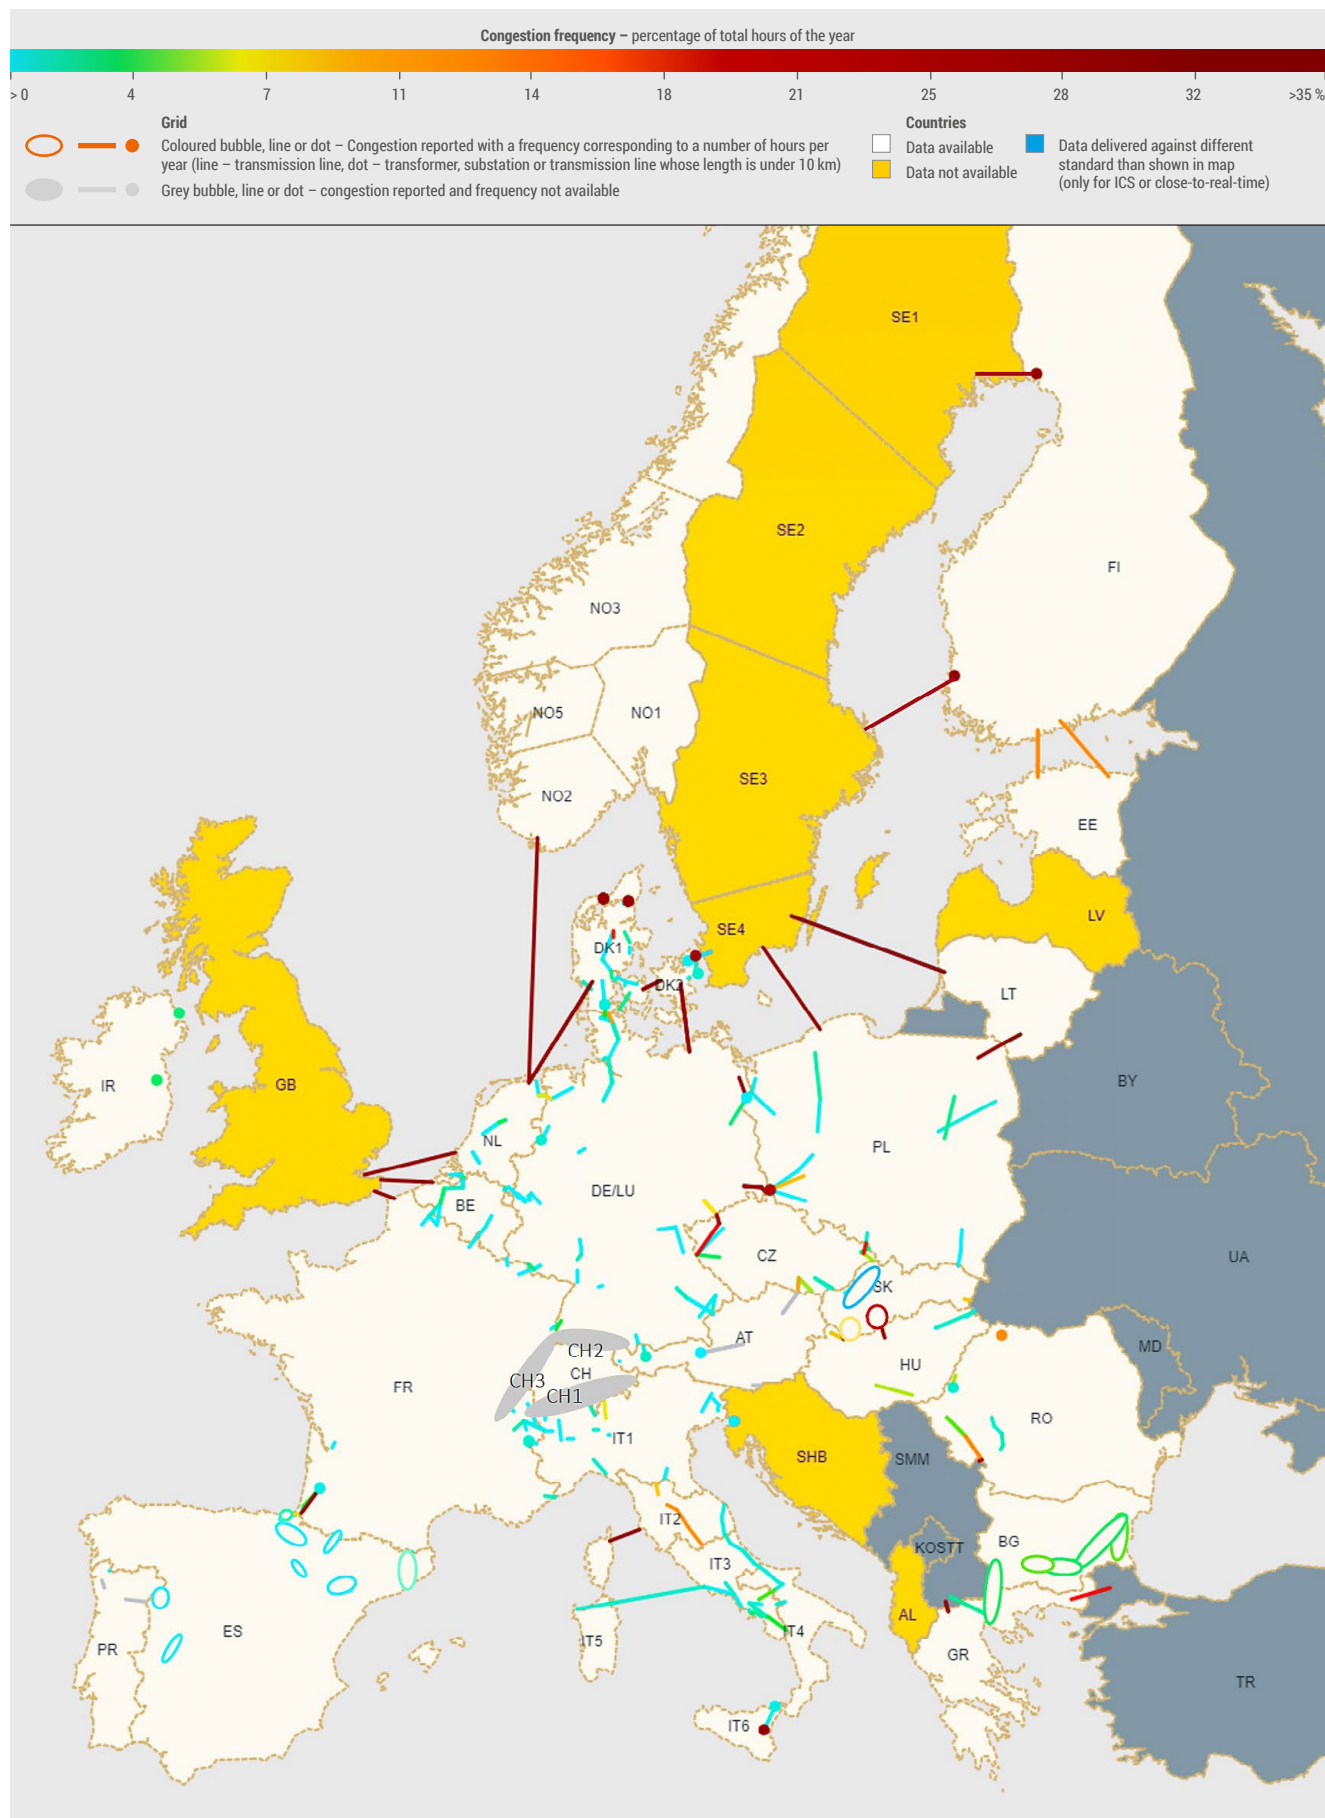 Congestion frequency – percentage of total hours of the year
> 0 4 7 11 14 18 21 25 28 32 >35 %
Grid
Coloured bubble, line or dot – Congestion reported with a frequency corresponding to a number of hours per
year (line – transmission line, dot – transformer, substation or transmission line whose length is under 10 km)
Grey bubble, line or dot – congestion reported and frequency not available
Countries
Data available
Data not available
Data delivered against different
standard than shown in map
(only for ICS or close-to-real-time)
SE1
SE2
FI
NO3
NO5
NO1
SE3
NO2
EE
LV
SE4
DK1
DK2
LT
IR
GB
BY
NL
PL
DE/LU
BE
CZ
UA
SK
AT
MD
CH2
HU
CH
CH3
FR
CH1
RO
IT1
SHB
SMM
IT2
BG
KOSTT
IT3
AL
ES
IT4
IT5
PR
GR
TR
IT6